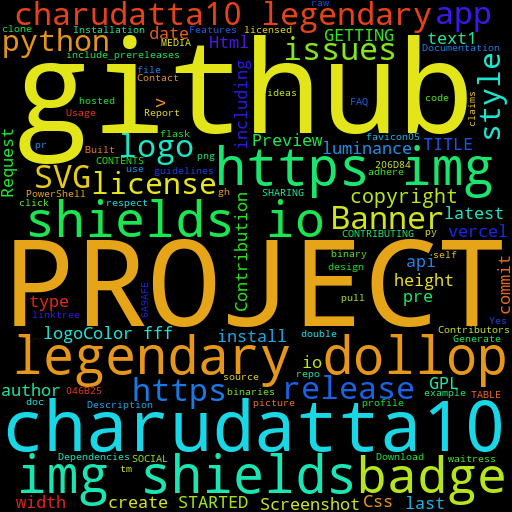 charudatta10 legendary app
python date Features licensed raw
clone Installation include_prereleases MEDIA GETTING text1
github
Html issues style
file Contact > Report hosted ideas FAQ code claims
Usage
Built flask favicon05 Documentation
pr logo including Preview luminance TITLE
CONTENTS png 206D84 adhere
Request SVG license https img
use guidelines
PowerShell gh SHARING copyright
click respect
shields io Banner latest
Contribution CONTRIBUTING py vercel
binary self
6A9AFE design api
PROJECT
type height pre commit
linktree pull Yes
logoColor fff install double io Contributors
Generate
legendary dollop
source repo
author 046B25 https binaries release GPL example TABLE
doc Description picture profile
charudatta10
Dependencies SOCIAL Download waitress
img shields badge
tm
width create STARTED Screenshot Css last